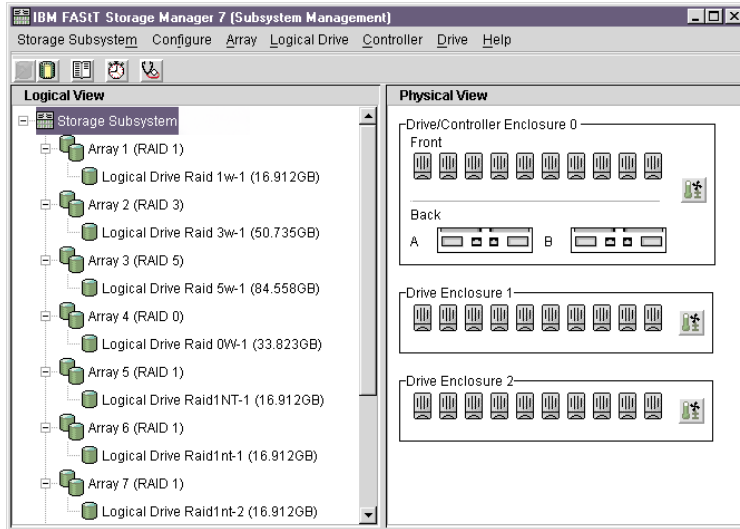 IBM FAStT Storage Manager 7 (Subsystem Management)
Storage Subsystem Configure Array Logical Drive Controller Drive Help
Logical View
Storage Subsystem
Array 1 (RAID 1)
Logical Drive Raid 1w-1 (16.912GB)
Array 2 (RAID 3)
Logical Drive Raid 3w-1 (50.735GB)
Array 3 (RAID 5)
Logical Drive Raid 5w-1 (84.558GB)
Array 4 (RAID 0)
Logical Drive Raid 0W-1 (33.823GB)
Array 5 (RAID 1)
Logical Drive Raid1NT-1 (16.912GB)
Array 6 (RAID 1)
Logical Drive Raid1nt-1 (16.912GB)
Array 7 (RAID 1)
Logical Drive Raid1nt-2 (16.912GB)
Physical View
Drive/Controller Enclosure 0
Front
Back
A B
Drive Enclosure 1
Drive Enclosure 2